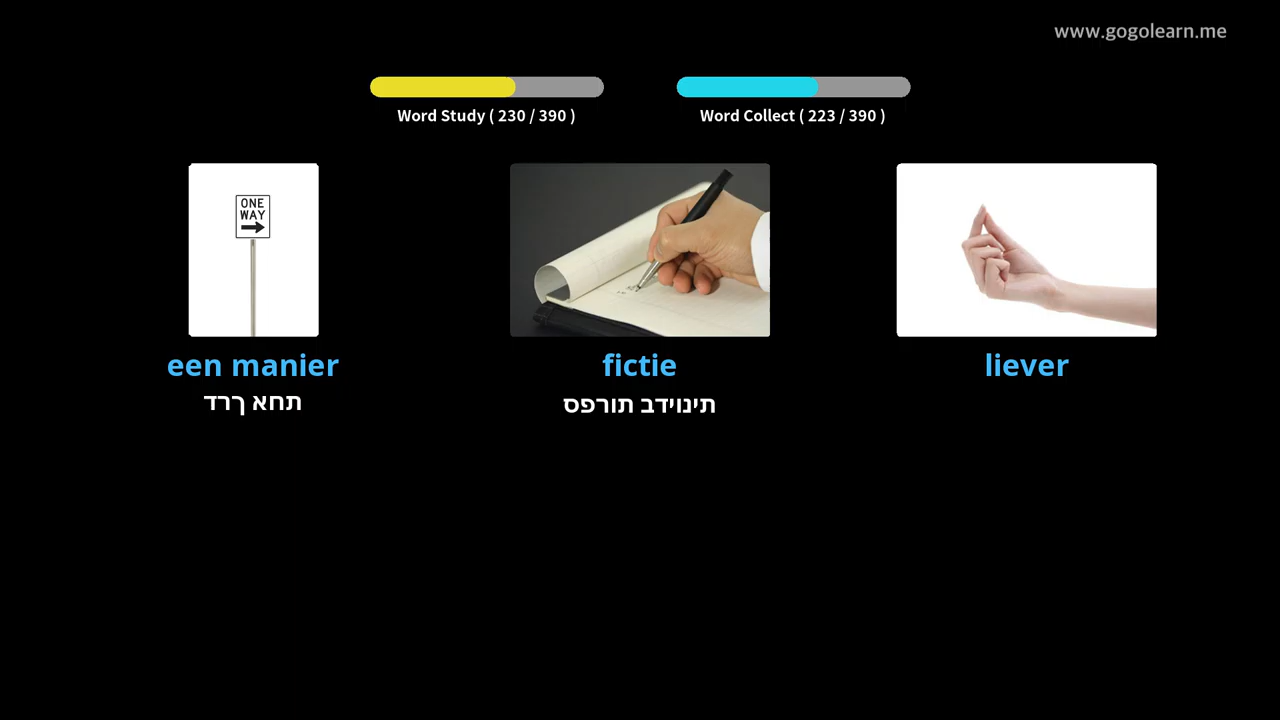 www.gogolearn.me
Word Study ( 230 / 390 )
Word Collect ( 223 / 390 )
ONE
WAY
een manier
דרך אחת
fictie
ספרות בדיונית
liever